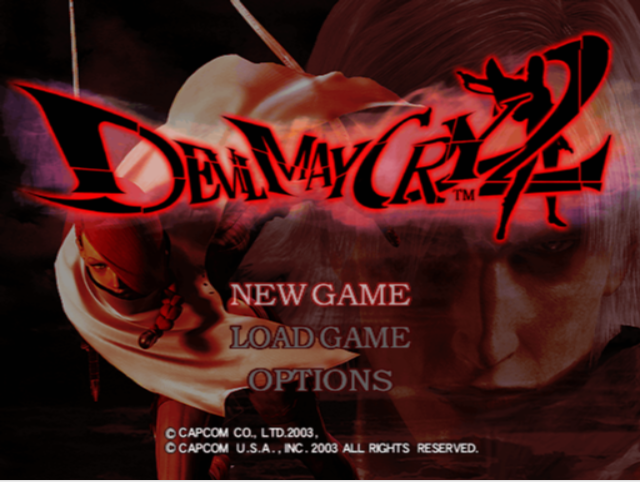 DEVIL MAY CRY 2 ™
NEW GAME
LOAD GAME
OPTIONS
© CAPCOM CO., LTD.2003,
© CAPCOM U.S.A., INC. 2003 ALL RIGHTS RESERVED.